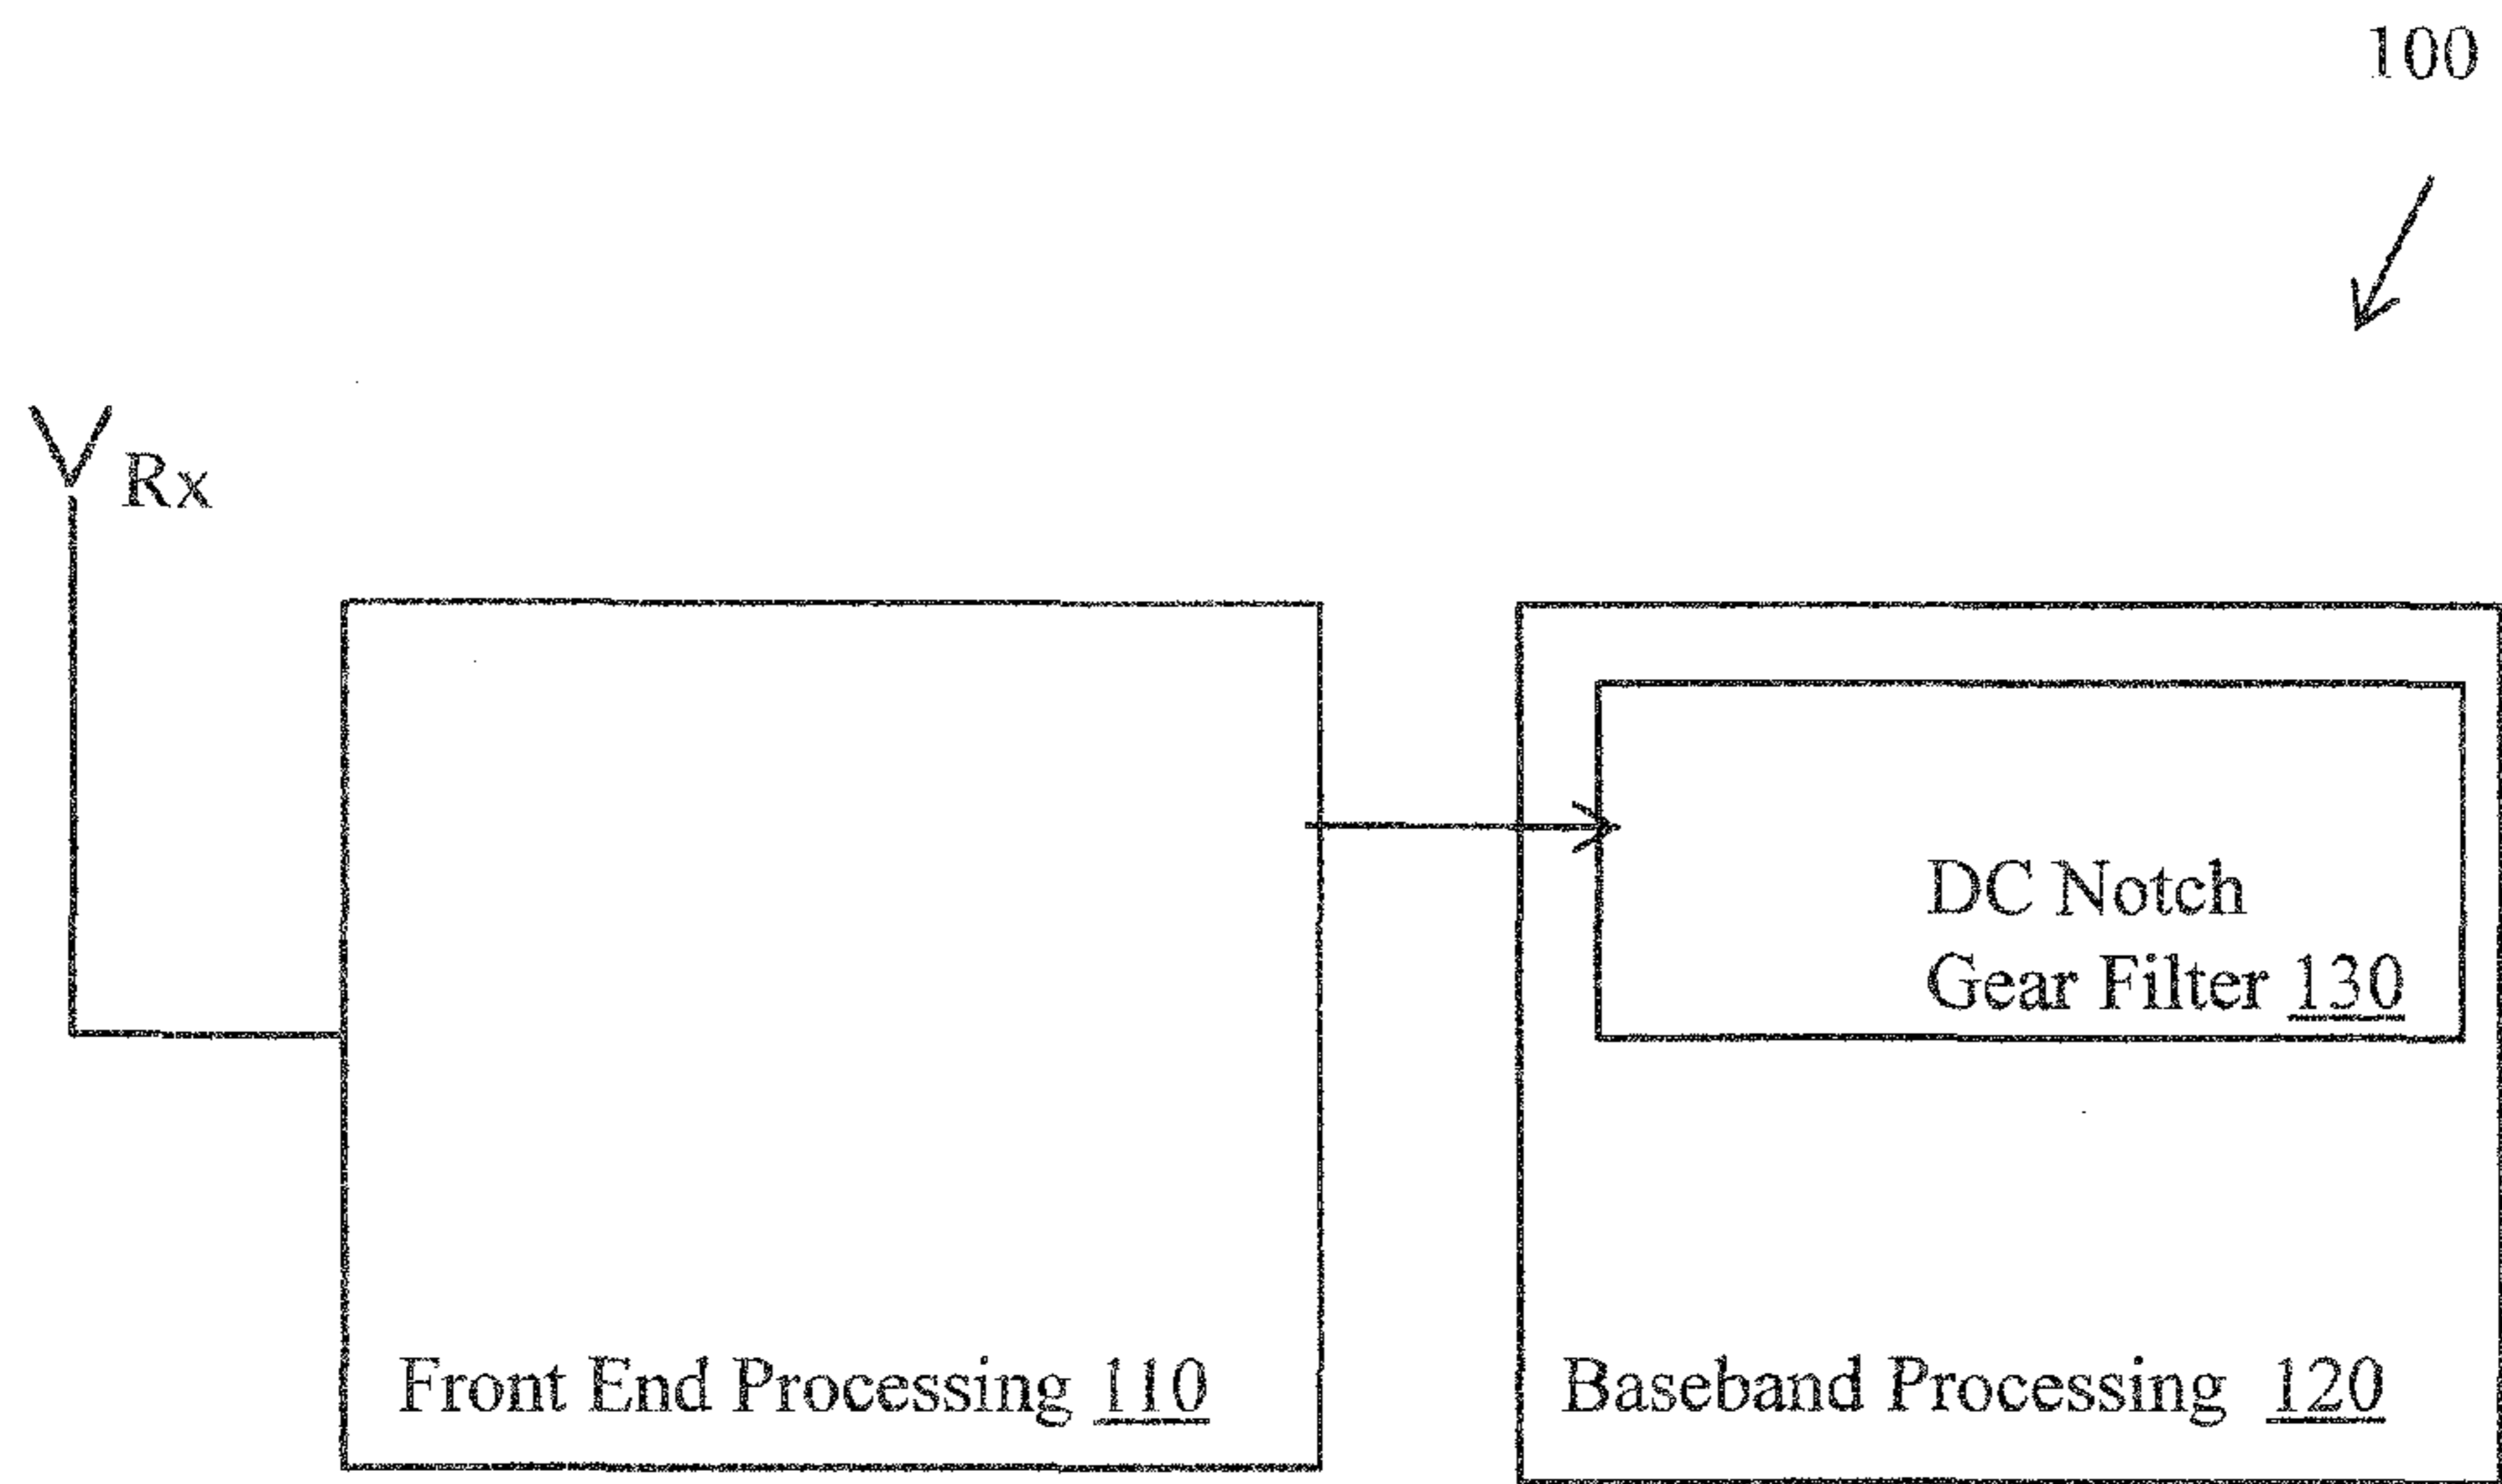 100
Rx
DC Notch
Gear Filter 130
Front End Processing 110
Baseband Processing 120